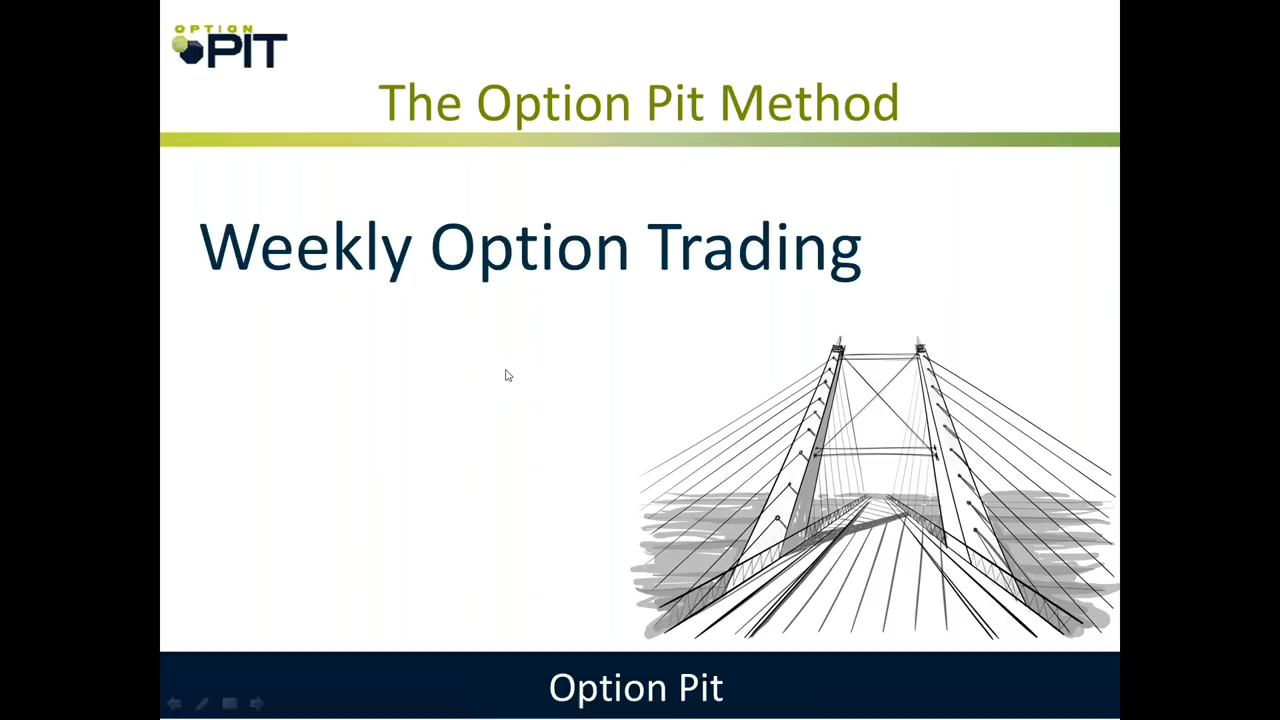 OPTION
PIT
The Option Pit Method
Weekly Option Trading
Option Pit